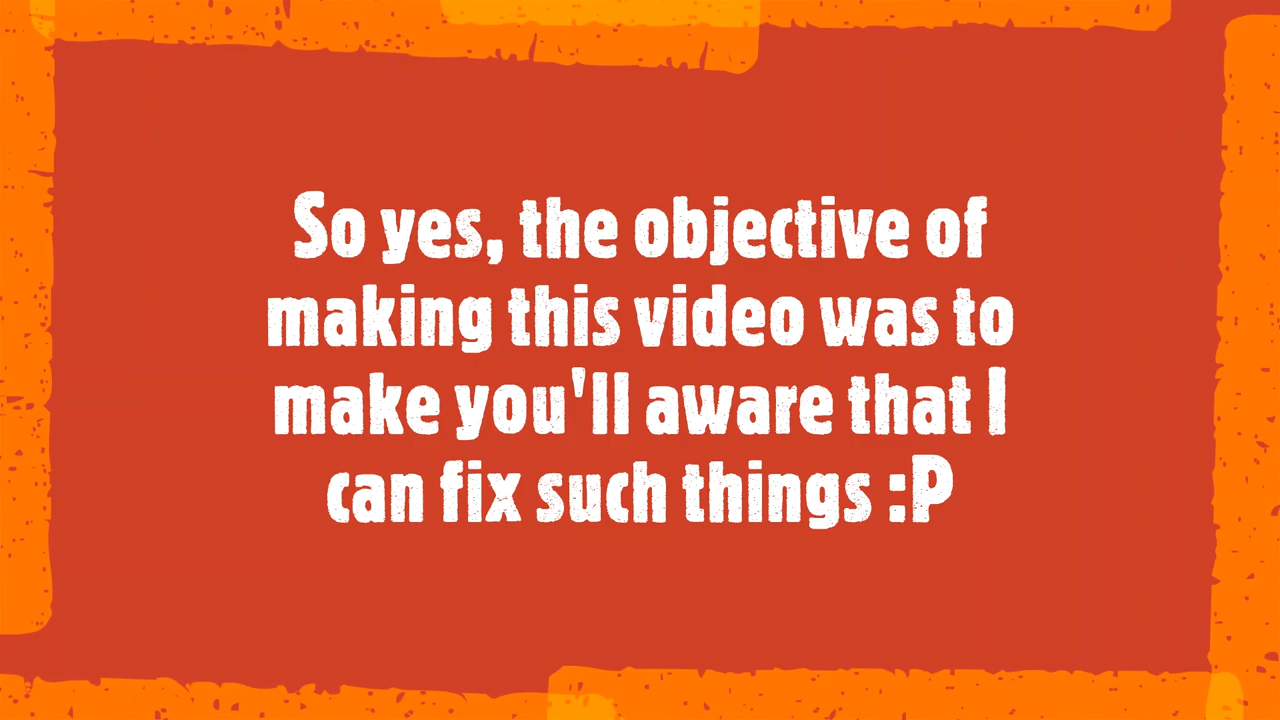 So yes, the objective of
making this video was to
make you'll aware that I
can fix such things :P